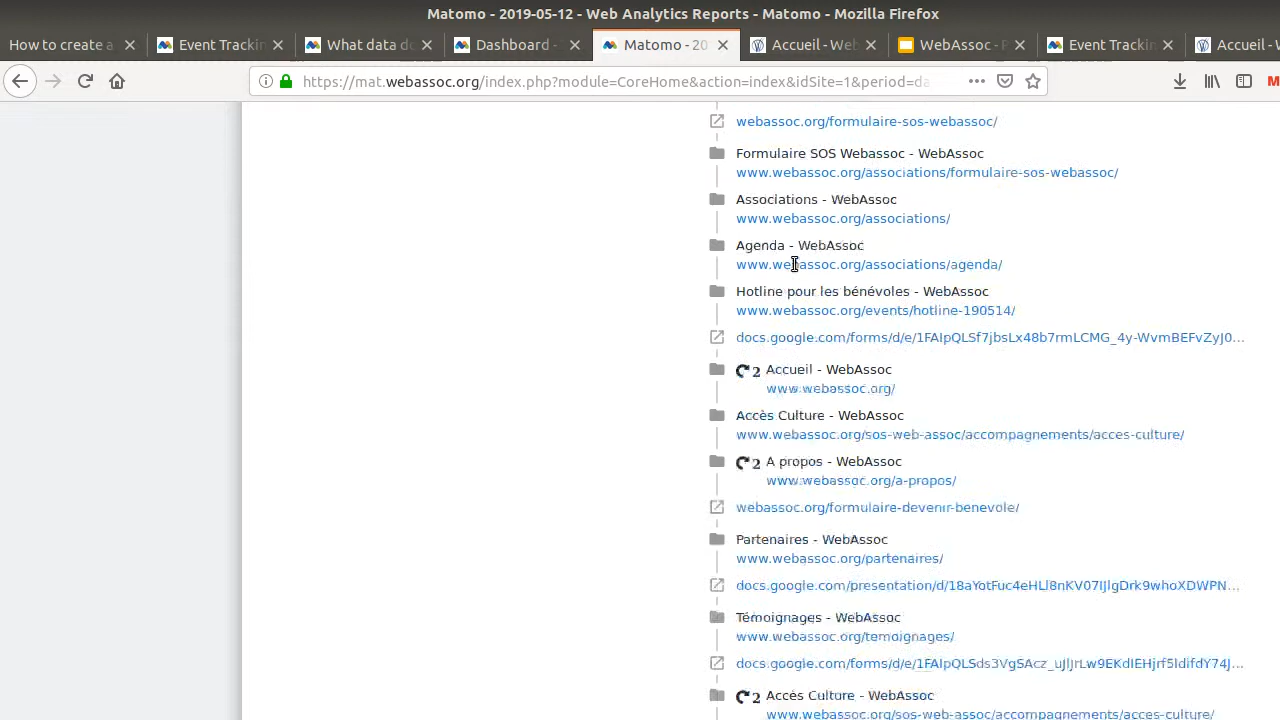 Matomo - 2019-05-12 - Web Analytics Reports - Matomo - Mozilla Firefox
How to create a × Event Trackin × What data do × Dashboard - × Matomo - 20 × Accueil - Web × WebAssoc - P × Event Trackin × Accueil - W
https://mat.webassoc.org/index.php?module=CoreHome&action=index&idSite=1&period=da
webassoc.org/formulaire-sos-webassoc/
Formulaire SOS Webassoc - WebAssoc
www.webassoc.org/associations/formulaire-sos-webassoc/
Associations - WebAssoc
www.webassoc.org/associations/
Agenda - WebAssoc
www.webassoc.org/associations/agenda/
Hotline pour les bénévoles - WebAssoc
www.webassoc.org/events/hotline-190514/
docs.google.com/forms/d/e/1FAIpQLSf7jbsLx48b7rmLCMG_4y-WvmBEFvZyJ0...
2 Accueil - WebAssoc
www.webassoc.org/
Accès Culture - WebAssoc
www.webassoc.org/sos-web-assoc/accompagnements/acces-culture/
2 A propos - WebAssoc
www.webassoc.org/a-propos/
webassoc.org/formulaire-devenir-benevole/
Partenaires - WebAssoc
www.webassoc.org/partenaires/
docs.google.com/presentation/d/18aYotFuc4eHLl8nKV07IJlgDrk9whoXDWPN...
Témoignages - WebAssoc
www.webassoc.org/temoignages/
docs.google.com/forms/d/e/1FAIpQLSds3VgSAcz_uJlJrLw9EKdIEHjrf5IdifdY74J...
2 Accès Culture - WebAssoc
www.webassoc.org/sos-web-assoc/accompagnements/acces-culture/